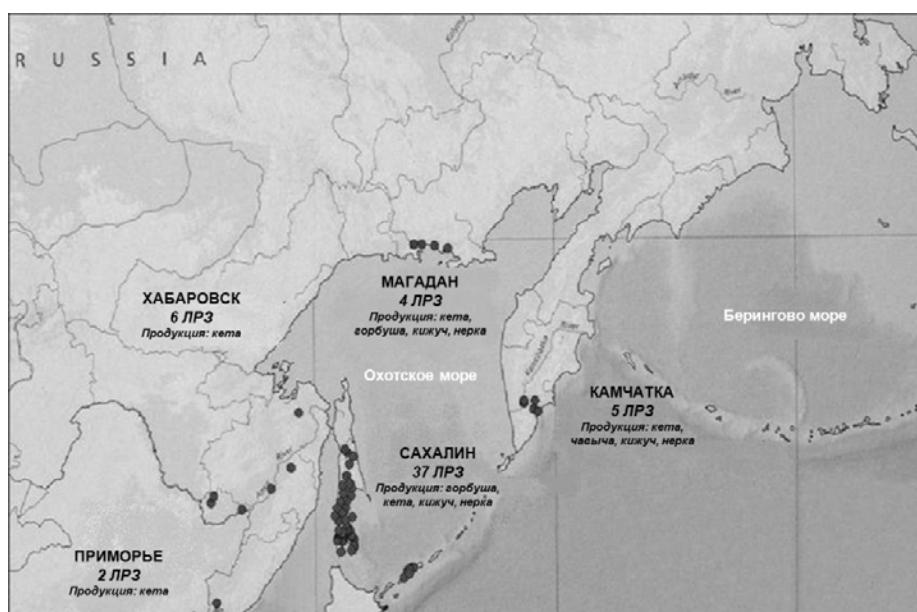 RUSSIA
МАГАДАН
4 ЛРЗ
Продукция: кета,
горбуша, кижуч, нерка
ХАБАРОВСК
6 ЛРЗ
Продукция: кета
Берингово море
Охотское море
КАМЧАТКА
5 ЛРЗ
Продукция: кета,
чавыча, кижуч, нерка
САХАЛИН
37 ЛРЗ
Продукция: горбуша,
кета, кижуч, нерка
ПРИМОРЬЕ
2 ЛРЗ
Продукция: кета